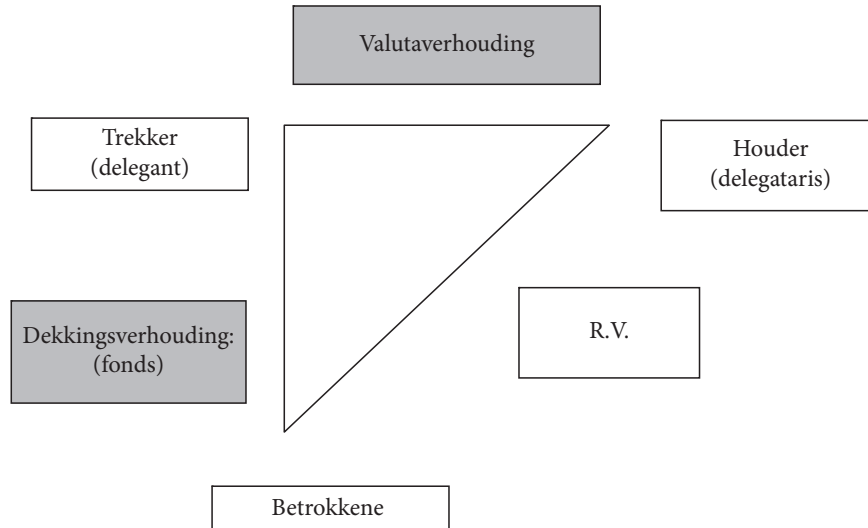 Valutaverhouding
Trekker
(delegant)
Houder
(delegataris)
Dekkingsverhouding:
(fonds)
R.V.
Betrokkene